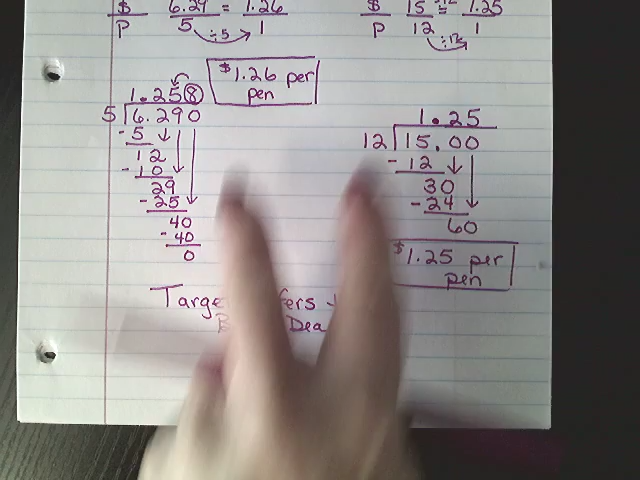 $ 6.29 = 1.26
P 5 ÷5 1
$1.26 per
pen
1.258
5 6.290
- 5
12
- 10
29
- 25
40
- 40
0
$ 15 = 1.25
P 12 ÷12 1
1.25
12 15.00
- 12
30
- 24
60
$1.25 per
pen